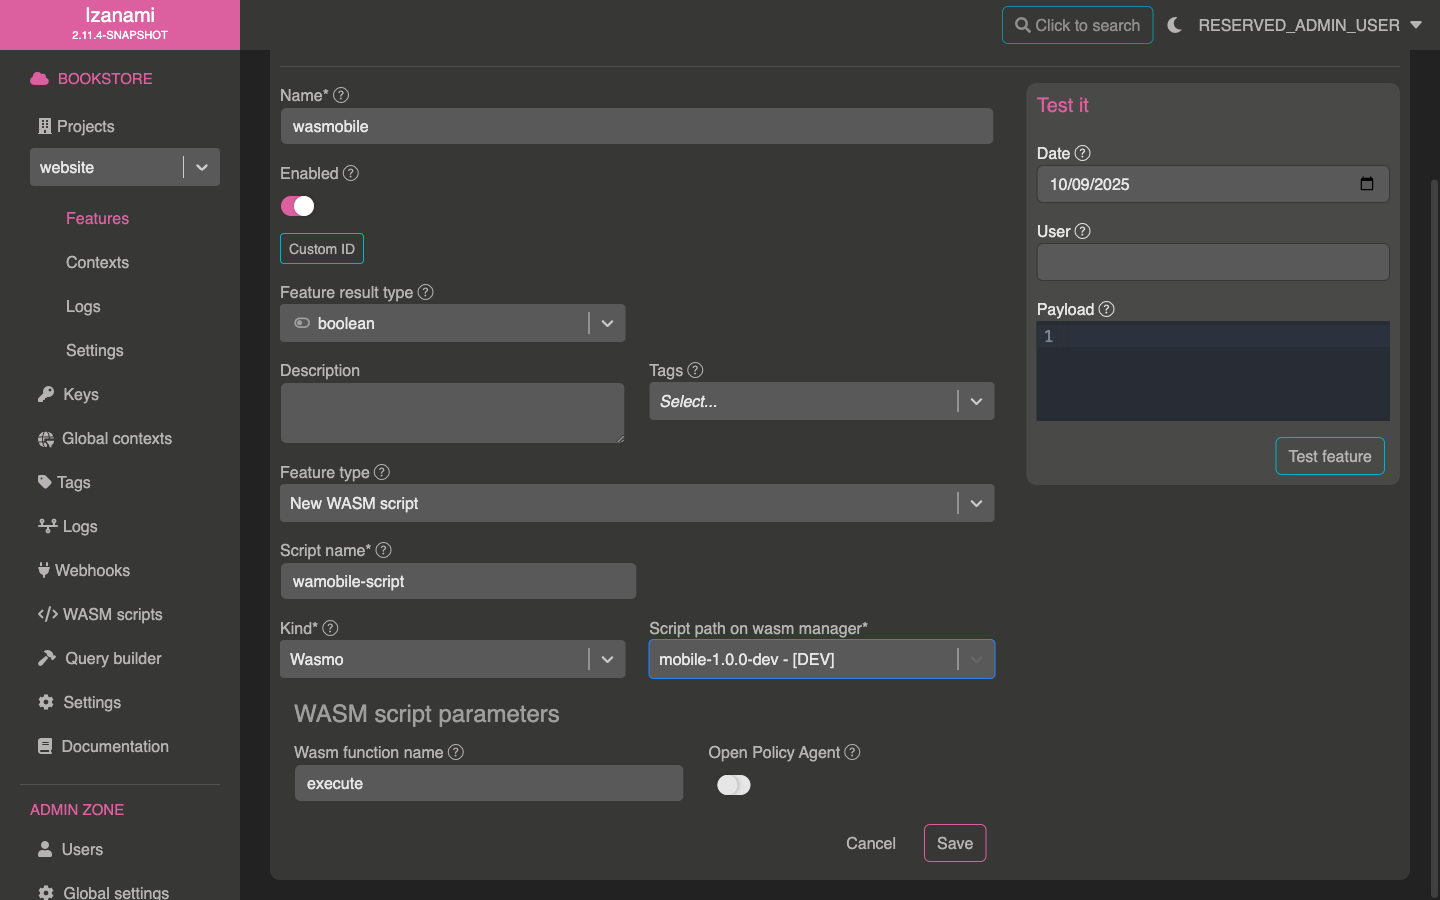 Izanami
2.11.4-SNAPSHOT
Click to search
RESERVED_ADMIN_USER
BOOKSTORE
Projects
website
Features
Contexts
Logs
Settings
Keys
Global contexts
Tags
Logs
Webhooks
WASM scripts
Query builder
Settings
Documentation
ADMIN ZONE
Users
Global settings
Name*
wasmobile
Enabled
Custom ID
Feature result type
boolean
Description
Tags
Select...
Feature type
New WASM script
Script name*
wamobile-script
Kind*
Script path on wasm manager*
Wasmo
mobile-1.0.0-dev - [DEV]
WASM script parameters
Wasm function name
Open Policy Agent
execute
Cancel
Save
Test it
Date
10/09/2025
User
Payload
1
Test feature